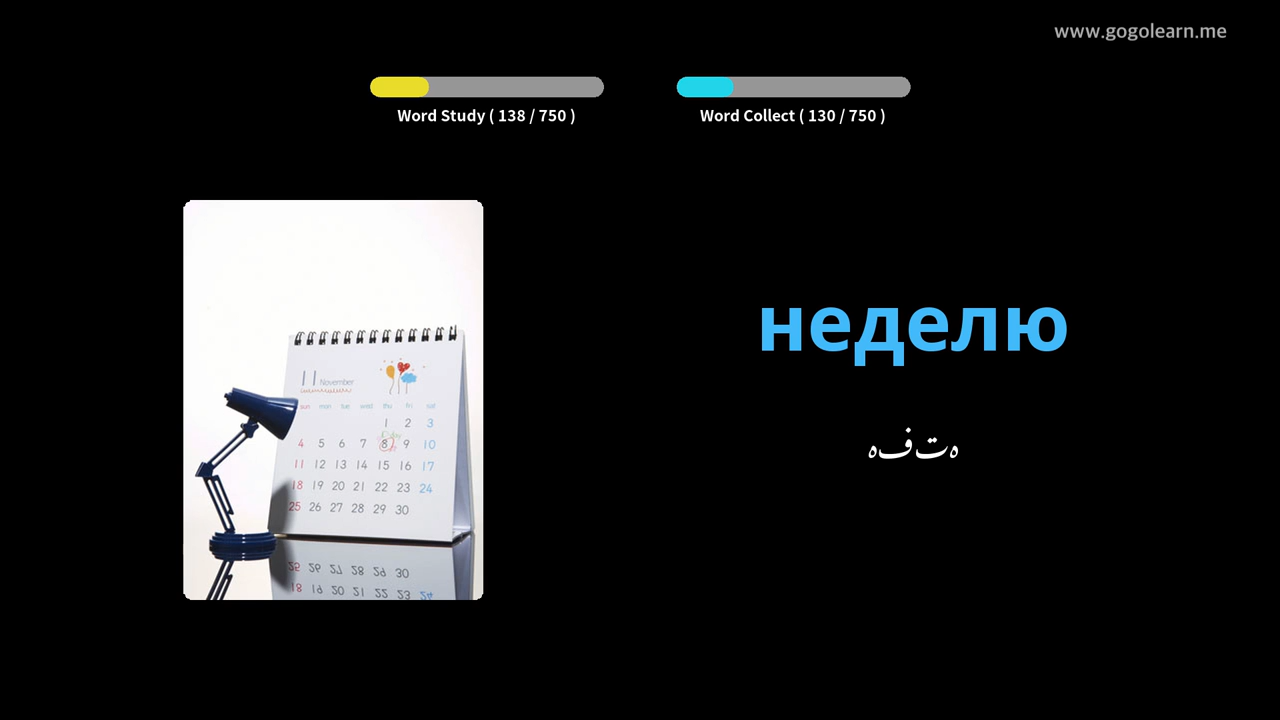 www.gogolearn.me
Word Study ( 138 / 750 )
Word Collect ( 130 / 750 )
неделю
هتفه
11 November
sun mon tue wed thu fri sat
1 2 3
4 5 6 7 8 9 10
11 12 13 14 15 16 17
18 19 20 21 22 23 24
25 26 27 28 29 30